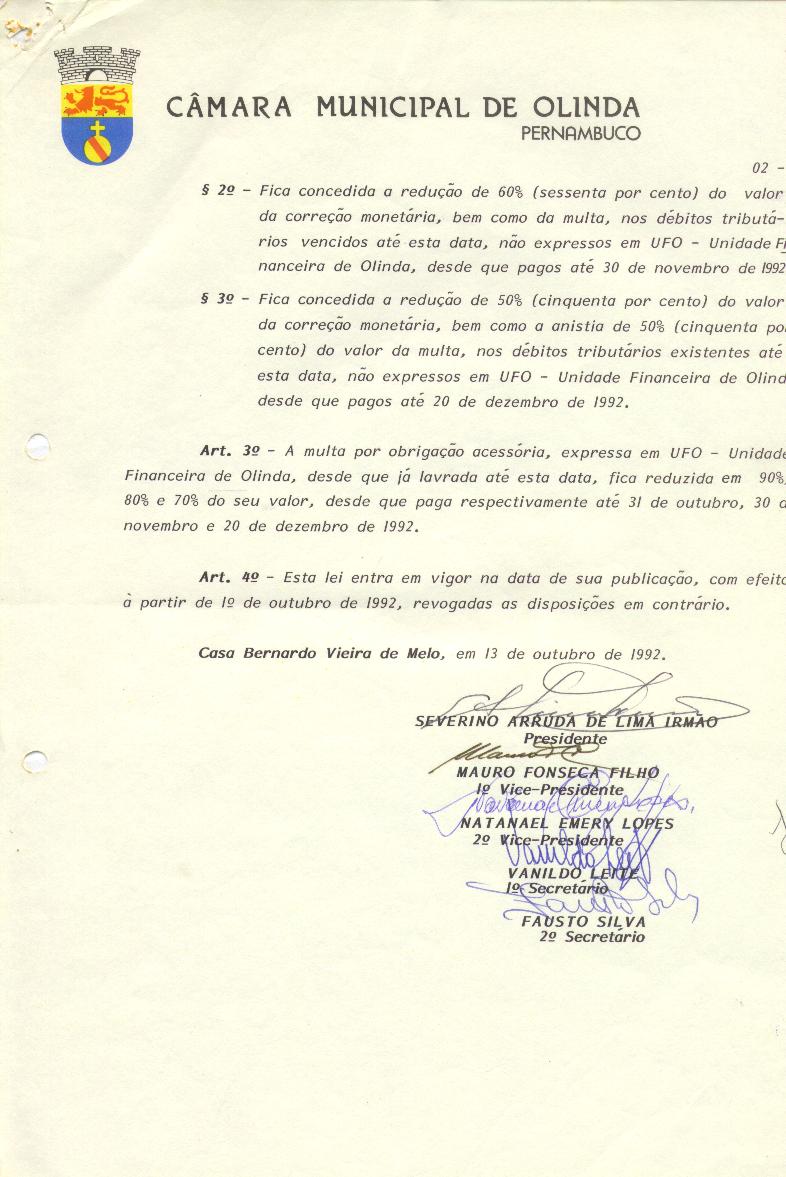 CÂMARA MUNICIPAL DE OLINDA
PERNAMBUCO
02 -
§ 2º - Fica concedida a redução de 60% (sessenta por cento) do valor
da correção monetária, bem como da multa, nos débitos tributá-
rios vencidos até esta data, não expressos em UFO - Unidade Fi
nanceira de Olinda, desde que pagos até 30 de novembro de 1992
§ 3º - Fica concedida a redução de 50% (cinquenta por cento) do valor
da correção monetária, bem como a anistia de 50% (cinquenta po
cento) do valor da multa, nos débitos tributários existentes até
esta data, não expressos em UFO - Unidade Financeira de Olind
desde que pagos até 20 de dezembro de 1992.
Art. 3º - A multa por obrigação acessória, expressa em UFO - Unidade
Financeira de Olinda, desde que já lavrada até esta data, fica reduzida em 90%,
80% e 70% do seu valor, desde que paga respectivamente até 31 de outubro, 30 d
novembro e 20 de dezembro de 1992.
Art. 4º - Esta lei entra em vigor na data de sua publicação, com efeito
à partir de 1º de outubro de 1992, revogadas as disposições em contrário.
Casa Bernardo Vieira de Melo, em 13 de outubro de 1992.
SEVERINO ARRUDA DE LIMA IRMÃO
Presidente
MAURO FONSECA FILHO
1º Vice-Presidente
NATANAEL EMERY LOPES
2º Vice-Presidente
Vanildo Leite
VANILDO LEITE
1º Secretário
Fausto Silva
FAUSTO SILVA
2º Secretário